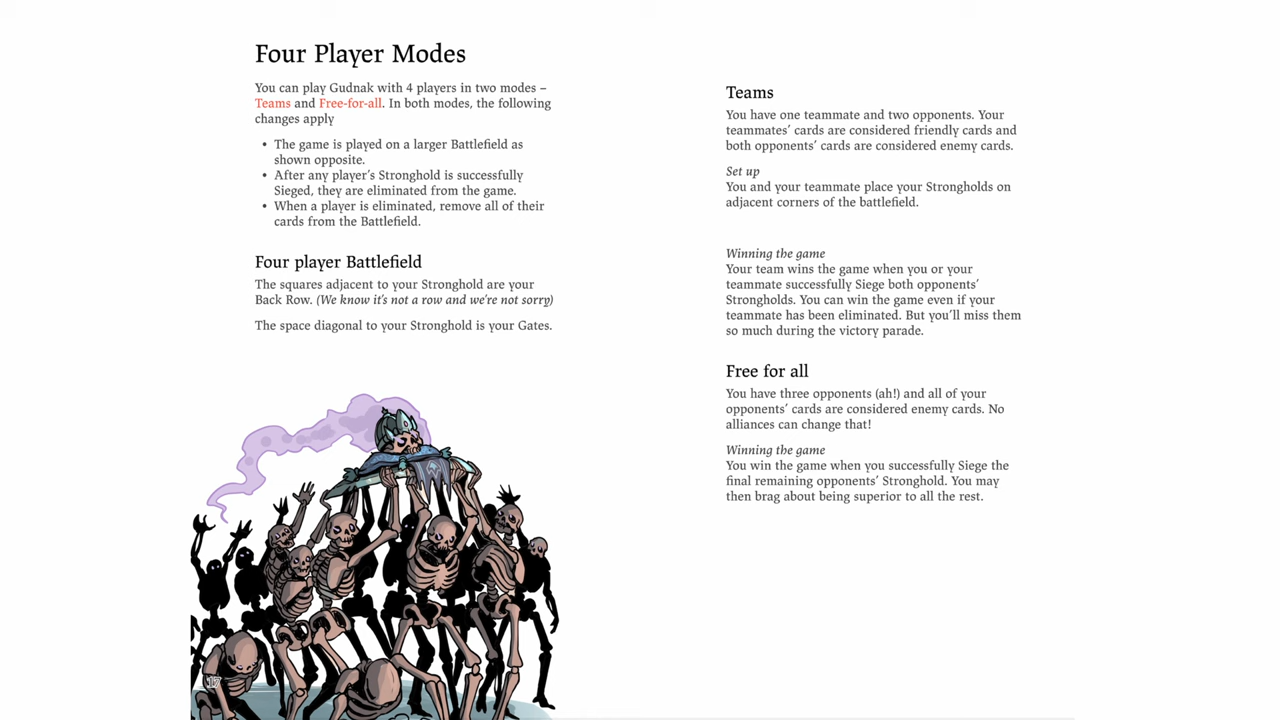 Four Player Modes
You can play Gudnak with 4 players in two modes –
Teams and Free-for-all. In both modes, the following
changes apply
• The game is played on a larger Battlefield as
shown opposite.
• After any player's Stronghold is successfully
Sieged, they are eliminated from the game.
• When a player is eliminated, remove all of their
cards from the Battlefield.
Four player Battlefield
The squares adjacent to your Stronghold are your
Back Row. (We know it's not a row and we're not sorry)
The space diagonal to your Stronghold is your Gates.
17
Teams
You have one teammate and two opponents. Your
teammates' cards are considered friendly cards and
both opponents' cards are considered enemy cards.
Set up
You and your teammate place your Strongholds on
adjacent corners of the battlefield.
Winning the game
Your team wins the game when you or your
teammate successfully Siege both opponents'
Strongholds. You can win the game even if your
teammate has been eliminated. But you'll miss them
so much during the victory parade.
Free for all
You have three opponents (ah!) and all of your
opponents' cards are considered enemy cards. No
alliances can change that!
Winning the game
You win the game when you successfully Siege the
final remaining opponents' Stronghold. You may
then brag about being superior to all the rest.